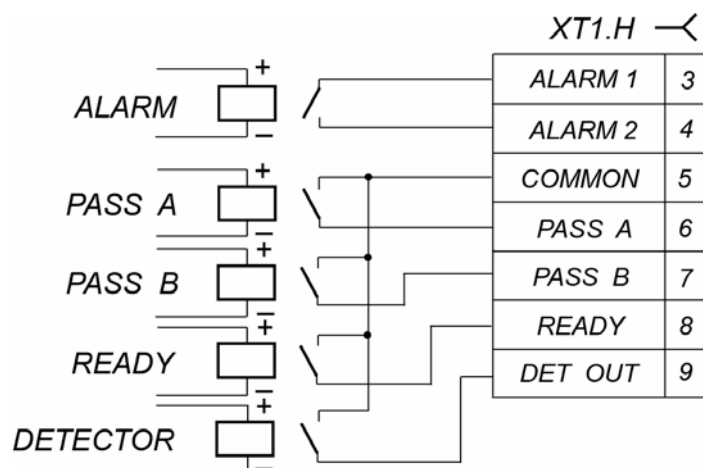 XT1.H
ALARM + − ALARM 1 3
ALARM 2 4
PASS A + − COMMON 5
PASS A 6
PASS B + − PASS B 7
READY + − READY 8
DET OUT 9
DETECTOR + −